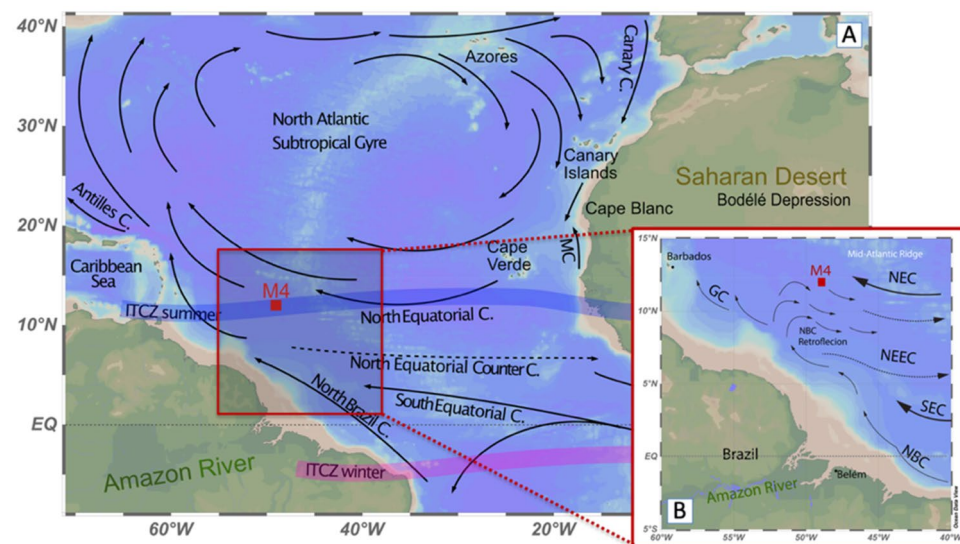 A
40°N
30°N
20°N
10°N
EQ
60°W
40°W
20°W
Azores
Canary C.
North Atlantic
Subtropical Gyre
Canary
Islands
Saharan Desert
Bodélé Depression
Cape Blanc
Antilles C.
MC
Cape
Verde
Caribbean
Sea
M4
ITCZ summer
North Equatorial C.
North Equatorial Counter C.
South Equatorial C.
North Brazil C.
ITCZ winter
Amazon River
15°N
10°N
5°N
EQ
5°S
60°W
55°W
50°W
45°W
40°W
Mid-Atlantic Ridge
Barbados
M4
NEC
GC
NBC
Retroflecion
NEEC
SEC
NBC
Brazil
Belém
Amazon River
B
Ocean Data View